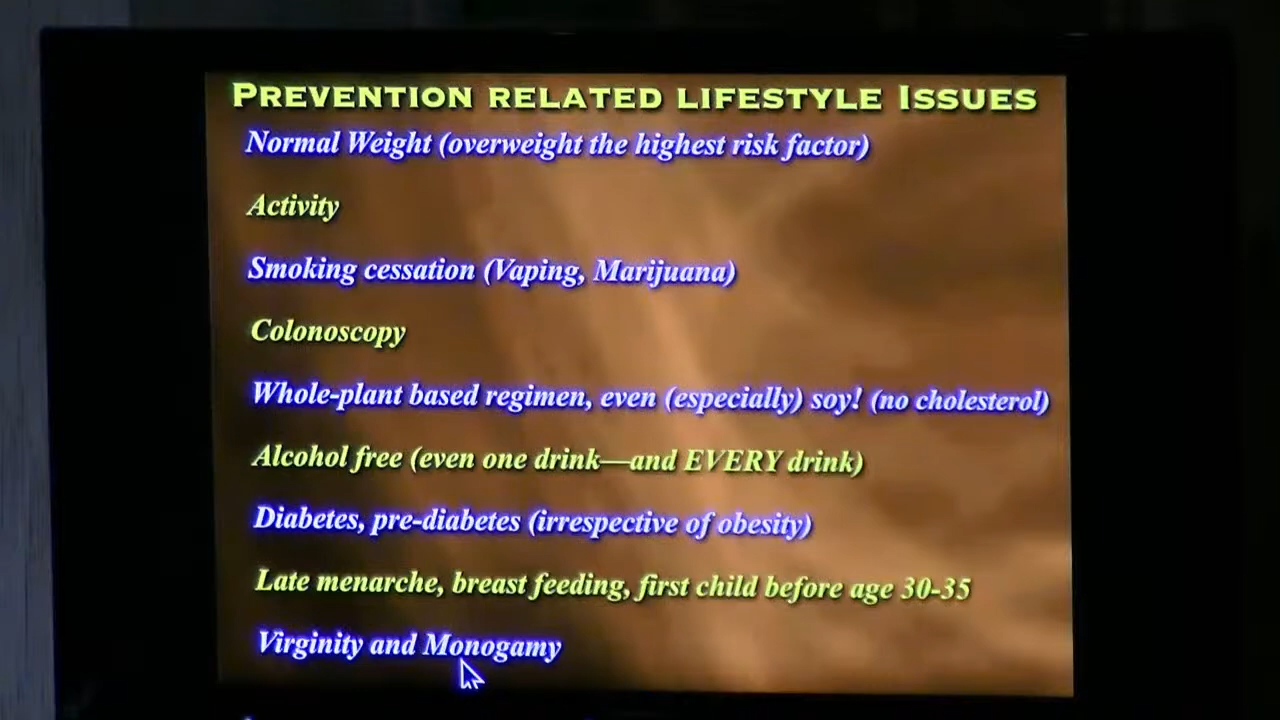 PREVENTION RELATED LIFESTYLE ISSUES
Normal Weight (overweight the highest risk factor)
Activity
Smoking cessation (Vaping, Marijuana)
Colonoscopy
Whole-plant based regimen, even (especially) soy! (no cholesterol)
Alcohol free (even one drink—and EVERY drink)
Diabetes, pre-diabetes (irrespective of obesity)
Late menarche, breast feeding, first child before age 30-35
Virginity and Monogamy